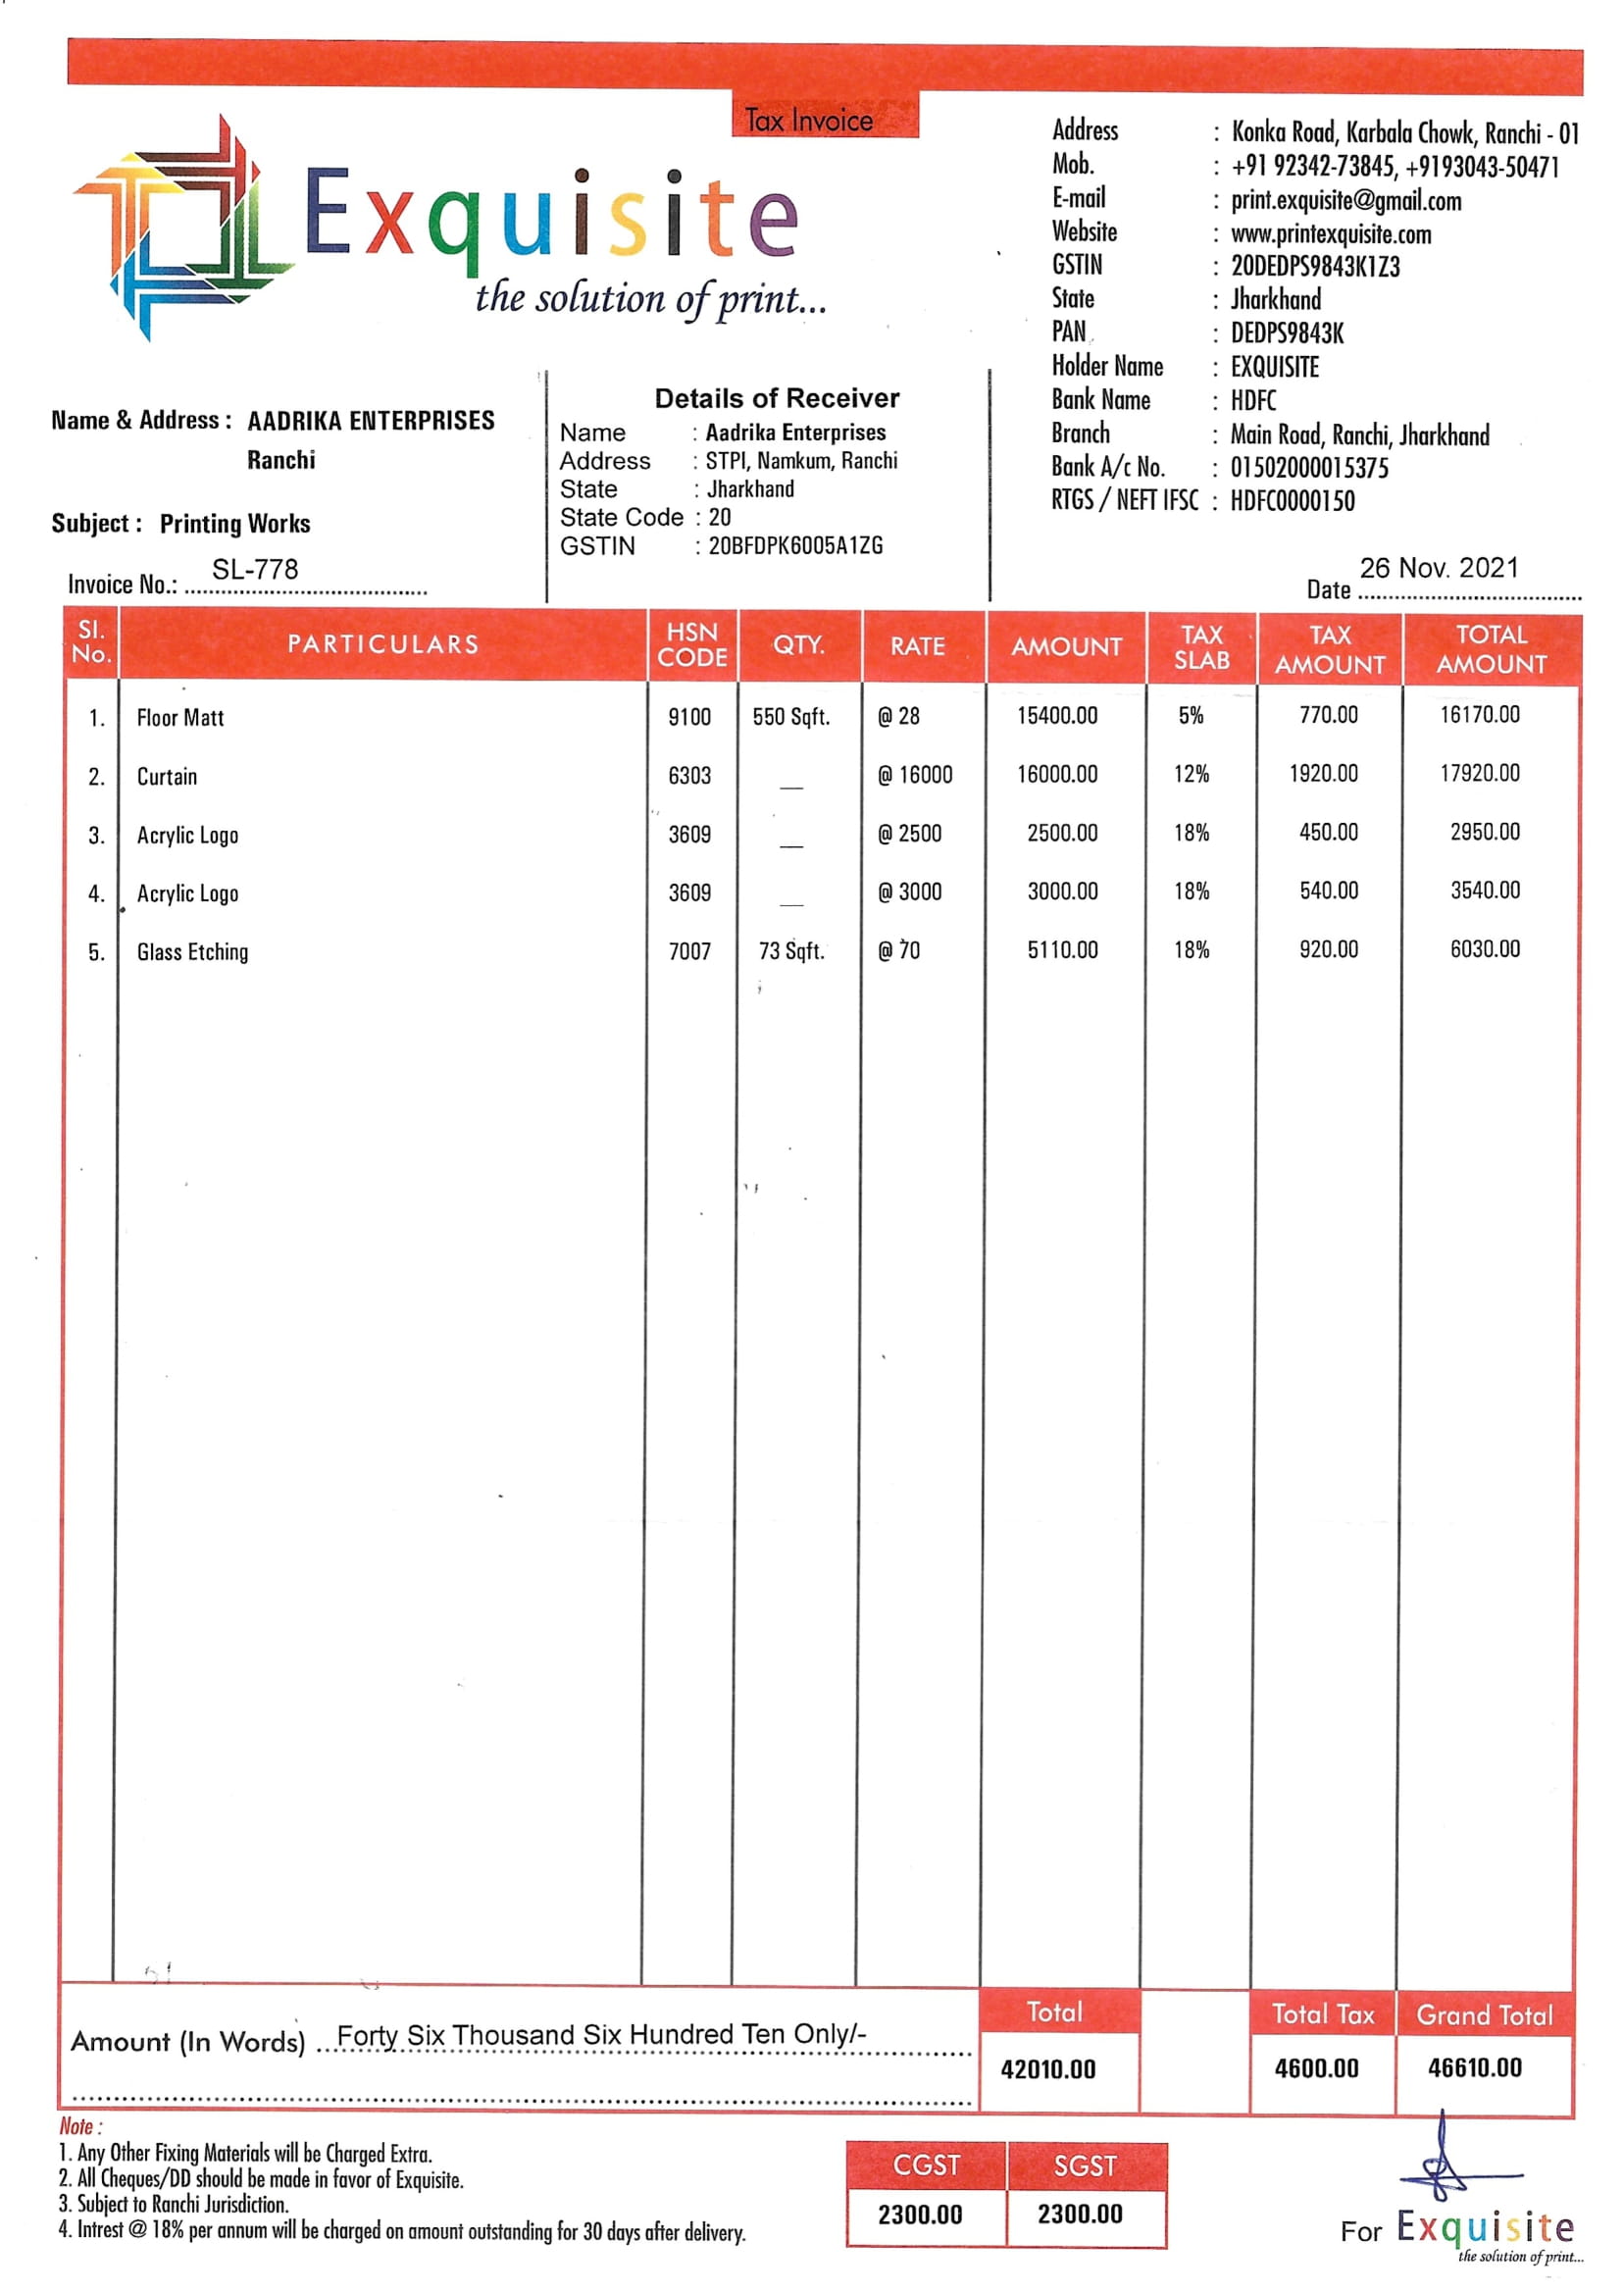 Tax Invoice
Exquisite
the solution of print...
Address : Konka Road, Karbala Chowk, Ranchi - 01
Mob. : +91 92342-73845, +9193043-50471
E-mail : print.exquisite@gmail.com
Website : www.printexquisite.com
GSTIN : 20DEDPS9843K1Z3
State : Jharkhand
PAN : DEDPS9843K
Holder Name : EXQUISITE
Bank Name : HDFC
Branch : Main Road, Ranchi, Jharkhand
Bank A/c No. : 01502000015375
RTGS / NEFT IFSC : HDFC0000150
Name & Address : AADRIKA ENTERPRISES
Ranchi
Subject : Printing Works
Invoice No.: SL-778
Details of Receiver
Name : Aadrika Enterprises
Address : STPI, Namkum, Ranchi
State : Jharkhand
State Code : 20
GSTIN : 20BFDPK6005A1ZG
Date 26 Nov. 2021
Sl. No. PARTICULARS HSN CODE QTY. RATE AMOUNT TAX SLAB TAX AMOUNT TOTAL AMOUNT
1. Floor Matt 9100 550 Sqft. @ 28 15400.00 5% 770.00 16170.00
2. Curtain 6303 — @ 16000 16000.00 12% 1920.00 17920.00
3. Acrylic Logo 3609 — @ 2500 2500.00 18% 450.00 2950.00
4. Acrylic Logo 3609 — @ 3000 3000.00 18% 540.00 3540.00
5. Glass Etching 7007 73 Sqft. @ 70 5110.00 18% 920.00 6030.00
Amount (In Words) Forty Six Thousand Six Hundred Ten Only/-
Total Total Tax Grand Total
42010.00 4600.00 46610.00
Note :
1. Any Other Fixing Materials will be Charged Extra.
2. All Cheques/DD should be made in favor of Exquisite.
3. Subject to Ranchi Jurisdiction.
4. Intrest @ 18% per annum will be charged on amount outstanding for 30 days after delivery.
CGST SGST
2300.00 2300.00
For Exquisite
the solution of print...